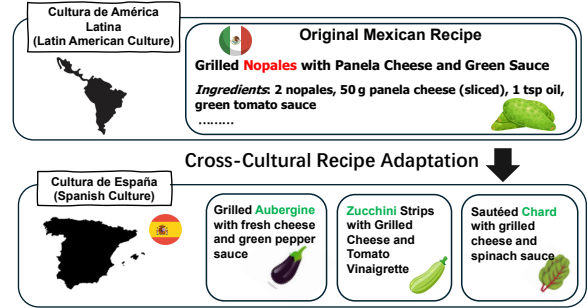 Cultura de América
Latina
(Latin American Culture)
Original Mexican Recipe
Grilled Nopales with Panela Cheese and Green Sauce
Ingredients: 2 nopales, 50 g panela cheese (sliced), 1 tsp oil,
green tomato sauce
………
Cross-Cultural Recipe Adaptation
Cultura de España
(Spanish Culture)
Grilled Aubergine
with fresh cheese
and green pepper
sauce
Zucchini Strips
with Grilled
Cheese and
Tomato
Vinaigrette
Sautéed Chard
with grilled
cheese and
spinach sauce